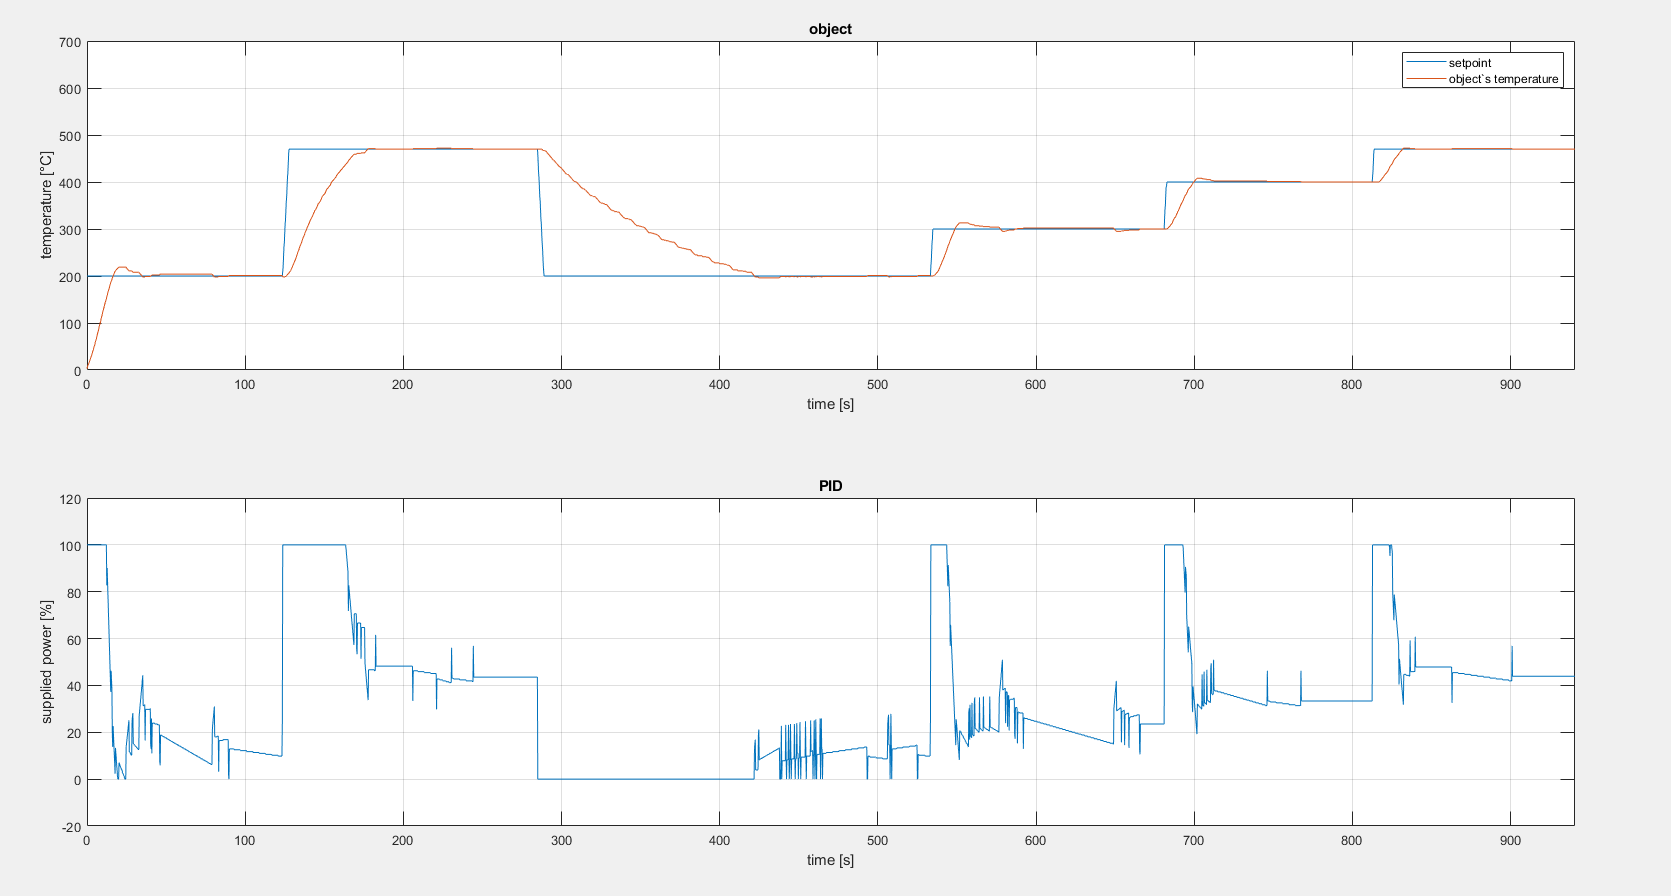 object
700
600
500
400
300
200
100
0
temperature [°C]
setpoint
object`s temperature
0 100 200 300 400 500 600 700 800 900
time [s]
PID
120
100
80
60
40
20
0
-20
supplied power [%]
0 100 200 300 400 500 600 700 800 900
time [s]